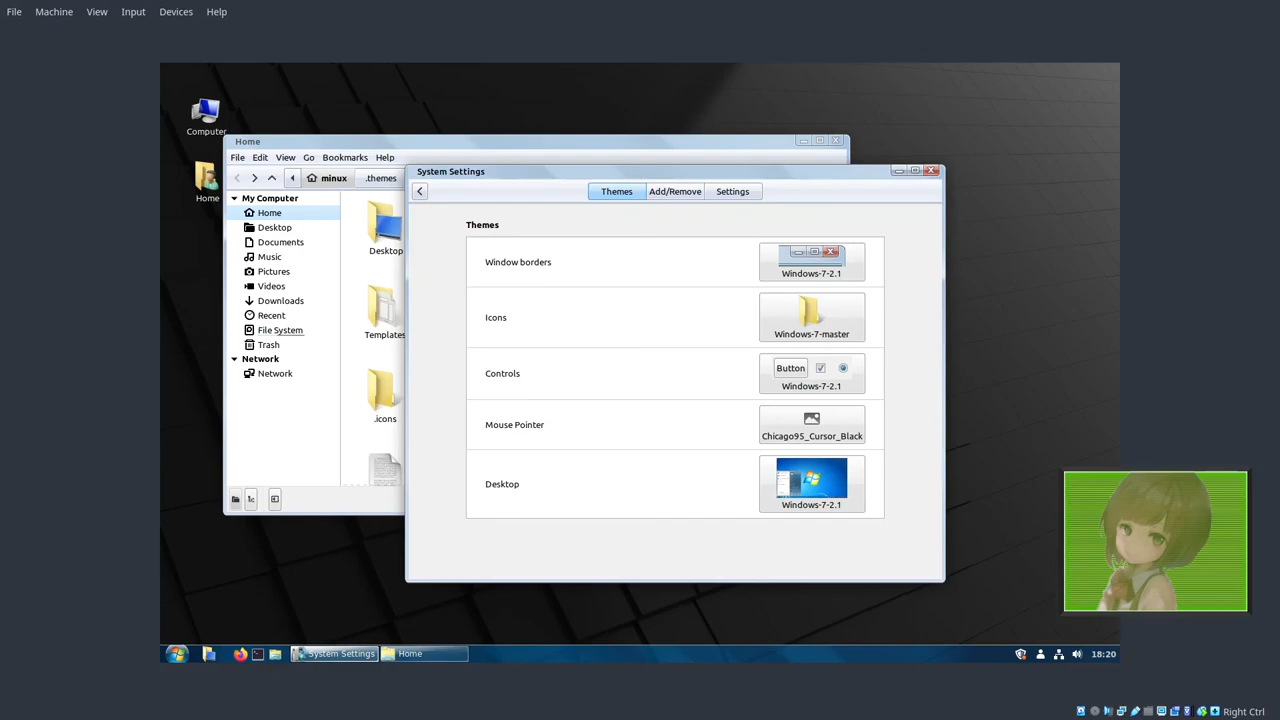 File Machine View Input Devices Help
Computer
Home
Home
File Edit View Go Bookmarks Help
minux .themes
My Computer
Home
Desktop
Documents
Music
Pictures
Videos
Downloads
Recent
File System
Trash
Network
Network
Desktop
Templates
.icons
System Settings
Themes Add/Remove Settings
Themes
Window borders
Windows-7-2.1
Icons
Windows-7-master
Controls
Button
Windows-7-2.1
Mouse Pointer
Chicago95_Cursor_Black
Desktop
Windows-7-2.1
System Settings Home 18:20
Right Ctrl